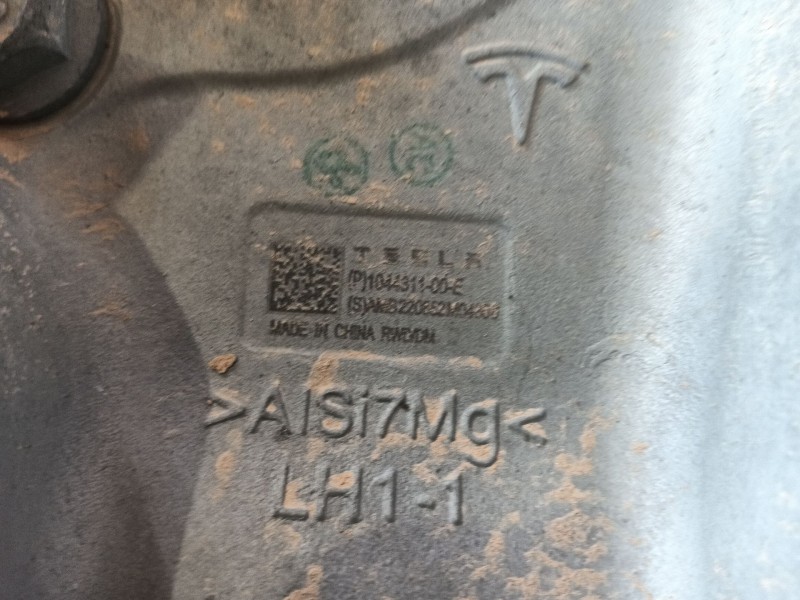 TESLA
(P)1044311-00-E
MADE IN CHINA
>AlSi7Mg<
LH1-1